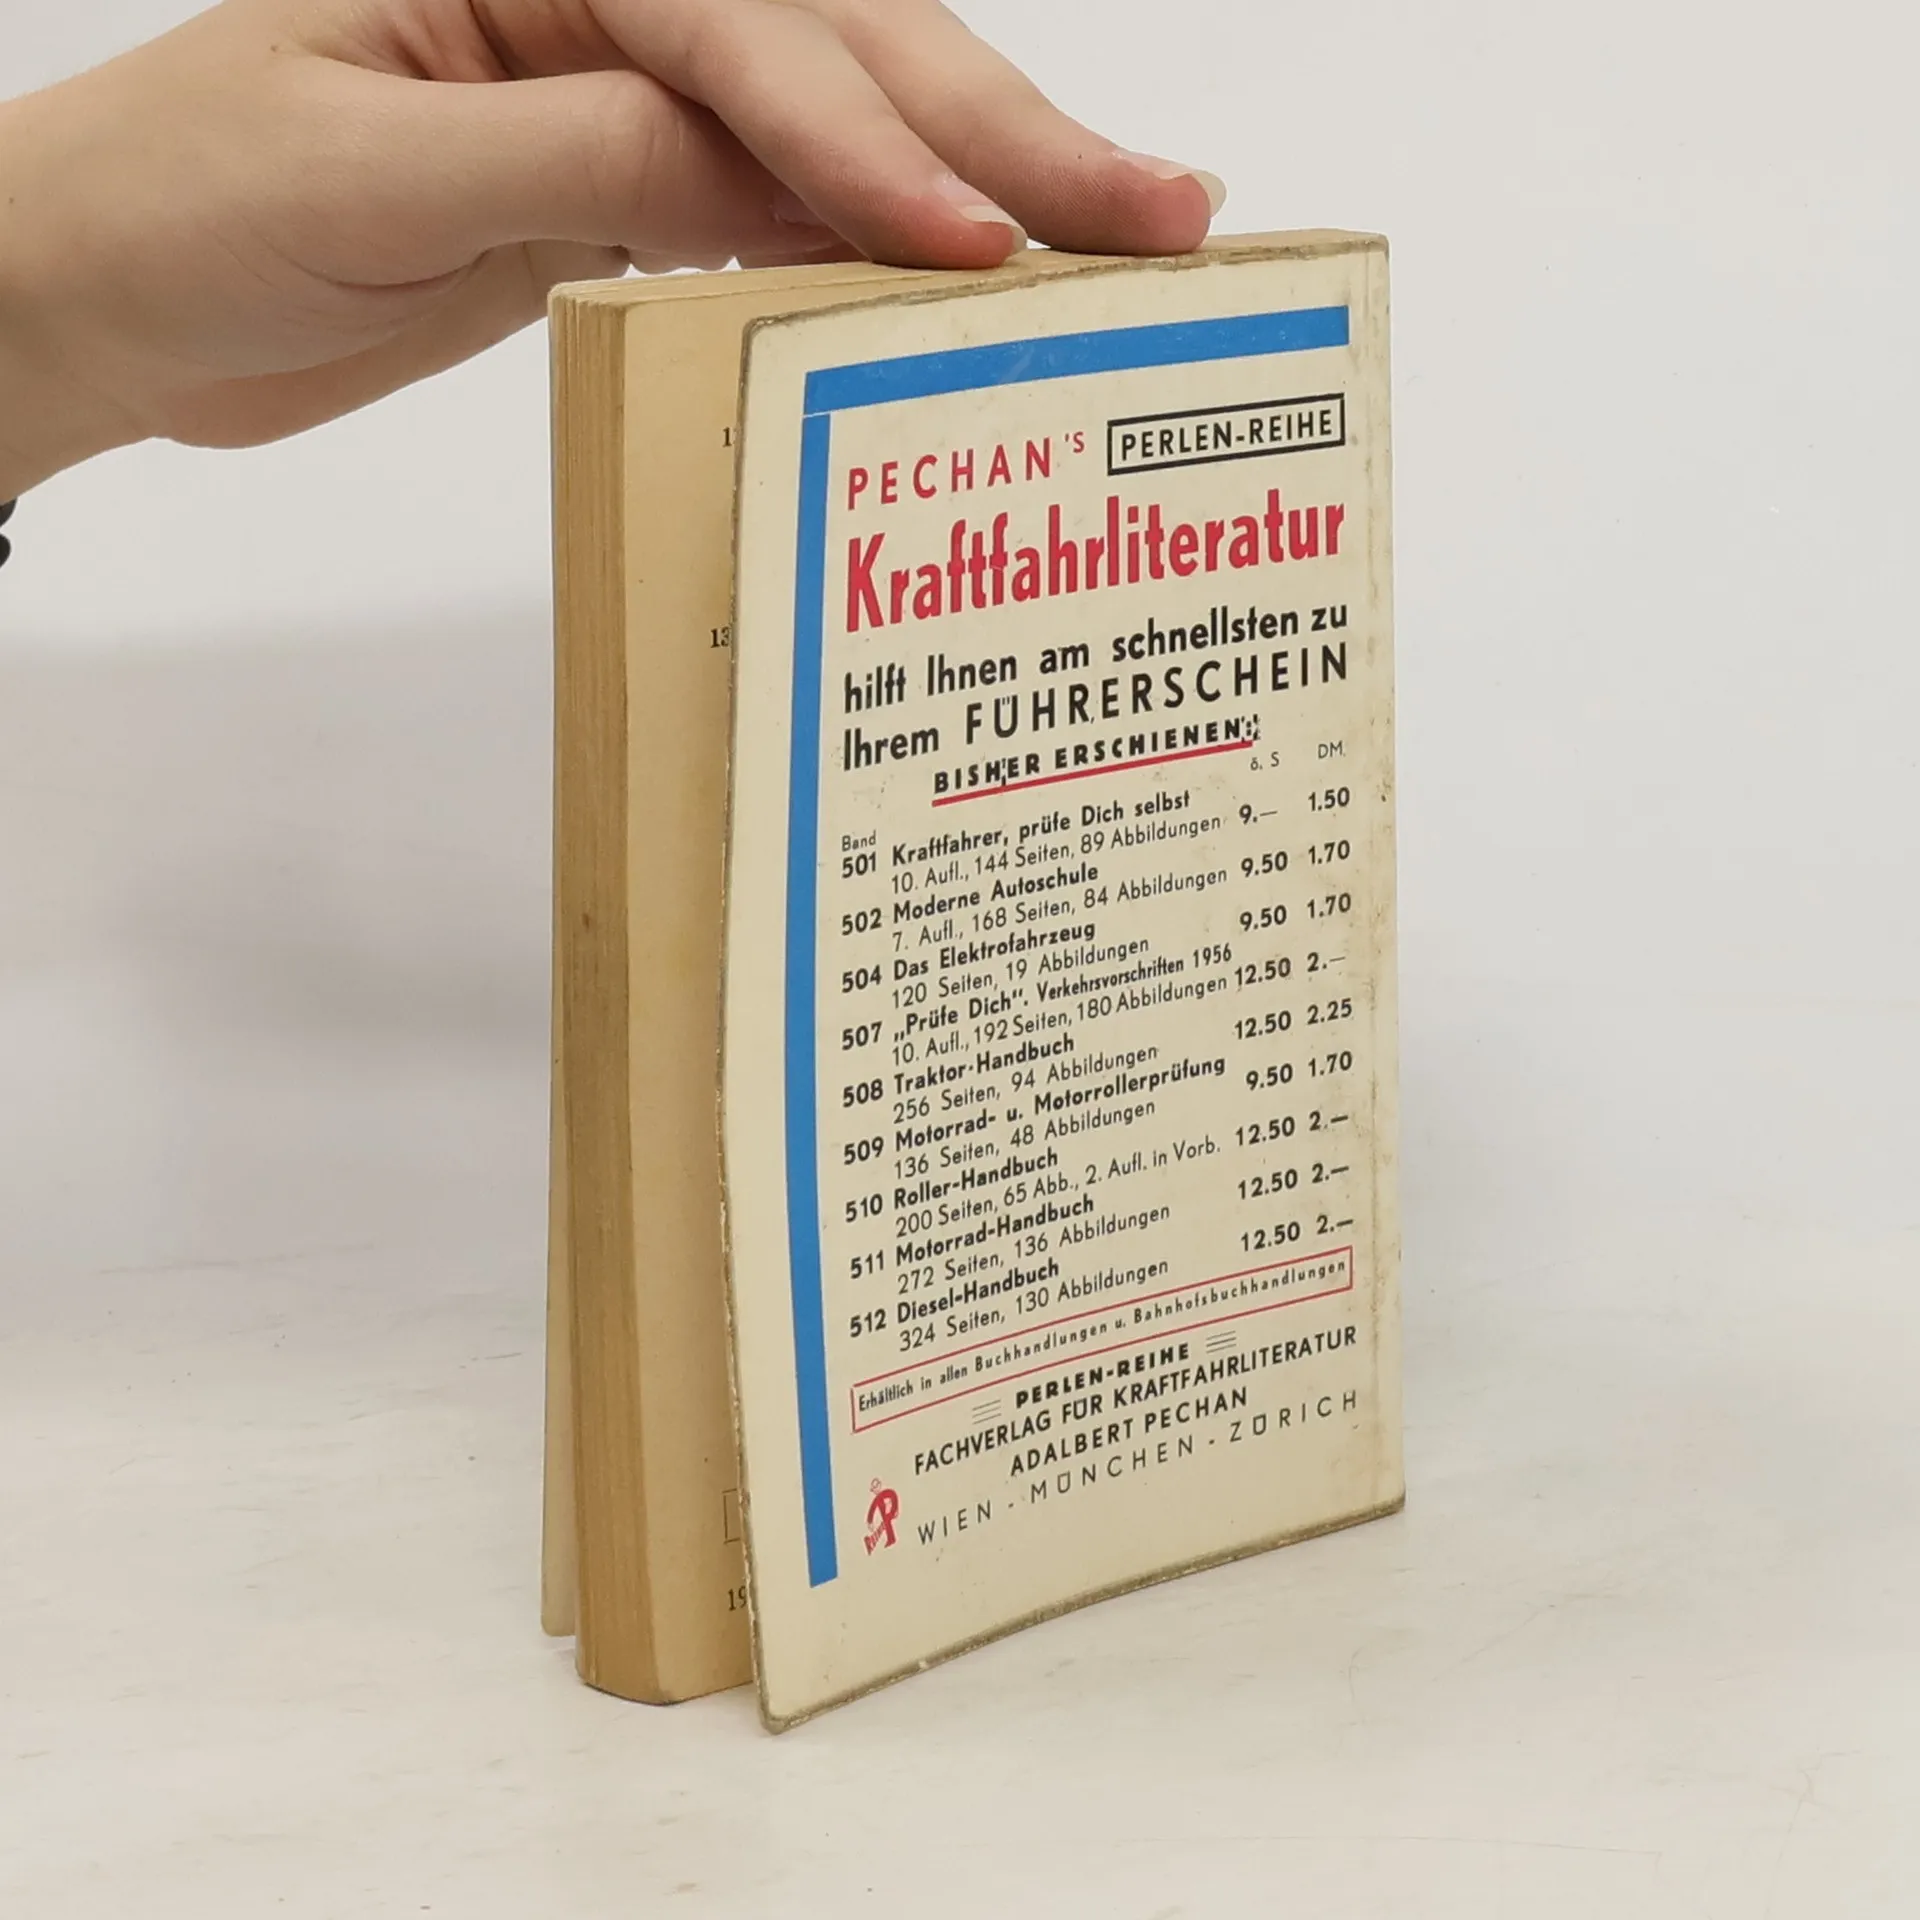 PECHAN'S PERLEN-REIHE
Kraftfahrliteratur
hilft Ihnen am schnellsten zu
Ihrem FÜHRERSCHEIN
BISHER ERSCHIENEN:
ö. S DM.
Band
501 Kraftfahrer, prüfe Dich selbst
10. Aufl., 144 Seiten, 89 Abbildungen 9.— 1.50
502 Moderne Autoschule
7. Aufl., 168 Seiten, 84 Abbildungen 9.50 1.70
504 Das Elektrofahrzeug
120 Seiten, 19 Abbildungen 9.50 1.70
507 „Prüfe Dich“. Verkehrsvorschriften 1956
10. Aufl., 192 Seiten, 180 Abbildungen 12.50 2.—
508 Traktor-Handbuch
256 Seiten, 94 Abbildungen 12.50 2.25
509 Motorrad- u. Motorrollerprüfung
136 Seiten, 48 Abbildungen 9.50 1.70
510 Roller-Handbuch
200 Seiten, 65 Abb., 2. Aufl. in Vorb. 12.50 2.—
511 Motorrad-Handbuch
272 Seiten, 136 Abbildungen 12.50 2.—
512 Diesel-Handbuch
324 Seiten, 130 Abbildungen 12.50 2.—
Erhältlich in allen Buchhandlungen u. Bahnhofsbuchhandlungen
PERLEN-REIHE
FACHVERLAG FÜR KRAFTFAHRLITERATUR
ADALBERT PECHAN
WIEN - MÜNCHEN - ZÜRICH